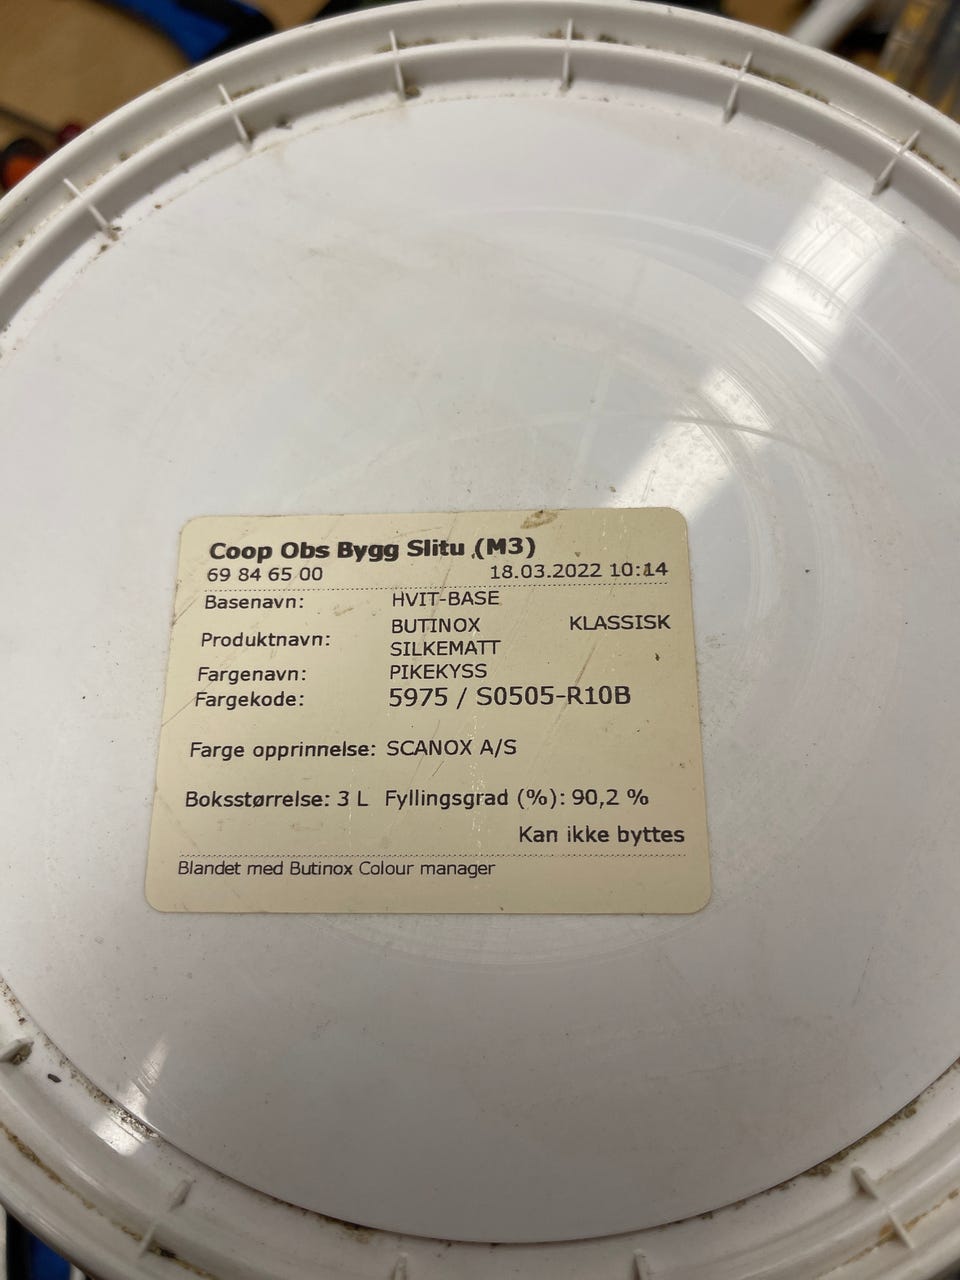 Coop Obs Bygg Slitu (M3)
69 84 65 00 18.03.2022 10:14
Basenavn: HVIT-BASE
Produktnavn: BUTINOX KLASSISK
SILKEMATT
Fargenavn: PIKEKYSS
Fargekode: 5975 / S0505-R10B
Farge opprinnelse: SCANOX A/S
Boksstørrelse: 3 L Fyllingsgrad (%): 90,2 %
Kan ikke byttes
Blandet med Butinox Colour manager